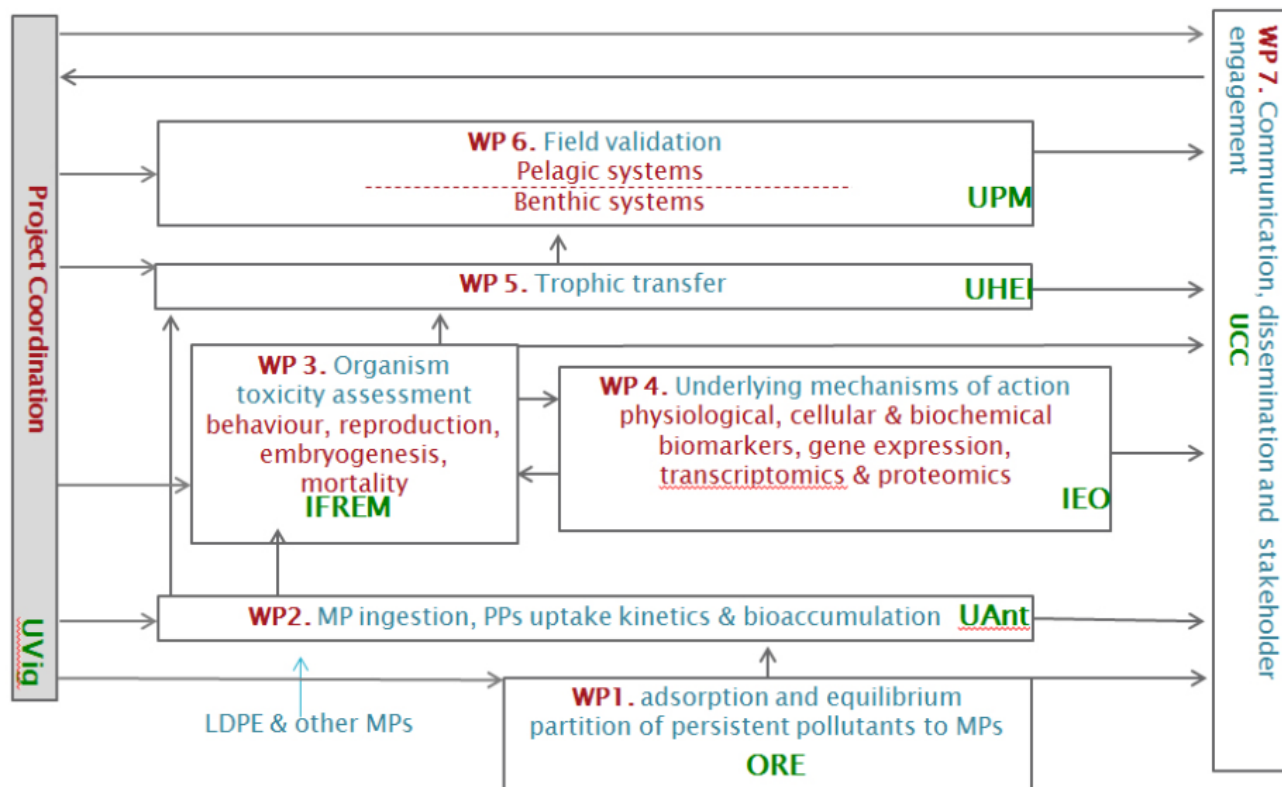 Project Coordination
UVig
WP 6. Field validation
Pelagic systems
Benthic systems
UPM
WP 5. Trophic transfer
UHEI
WP 3. Organism
toxicity assessment
behaviour, reproduction,
embryogenesis,
mortality
IFREM
WP 4. Underlying mechanisms of action
physiological, cellular & biochemical
biomarkers, gene expression,
transcriptomics & proteomics
IEO
WP2. MP ingestion, PPs uptake kinetics & bioaccumulation UAnt
LDPE & other MPs
WP1. adsorption and equilibrium
partition of persistent pollutants to MPs
ORE
WP 7. Communication, dissemination and stakeholder
engagement
UCC